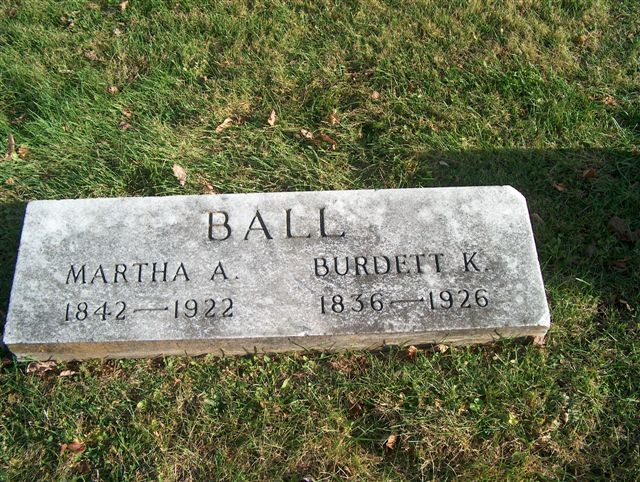 BALL
MARTHA A. BURDETT K.
1842—1922 1836—1926